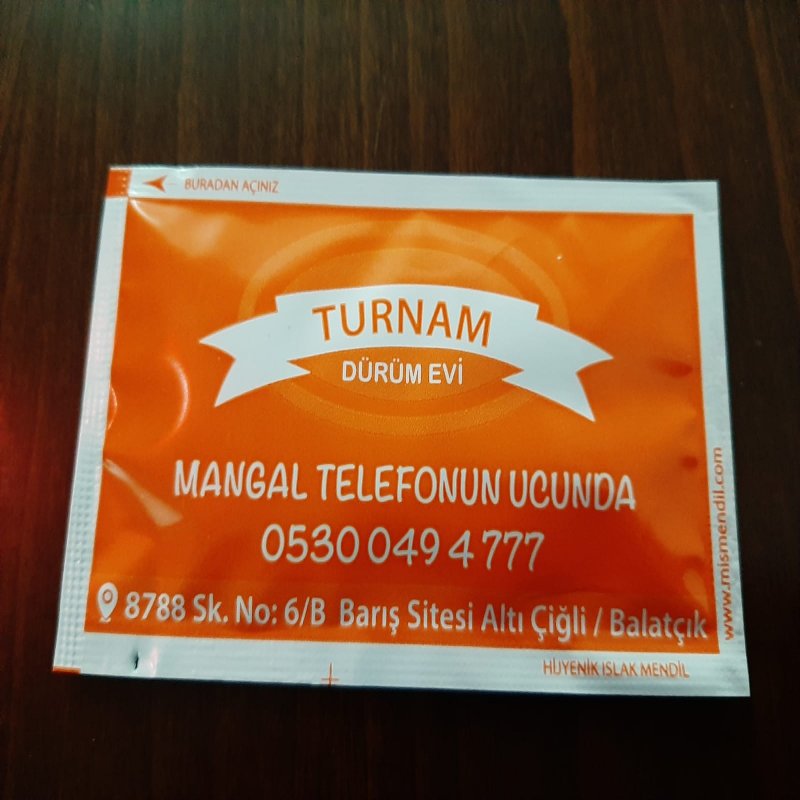 BURADAN AÇINIZ
TURNAM
DÜRÜM EVİ
MANGAL TELEFONUN UCUNDA
0530 049 4 777
8788 Sk. No: 6/B Barış Sitesi Altı Çiğli / Balatçık
www.mismendil.com
HİJYENİK ISLAK MENDİL